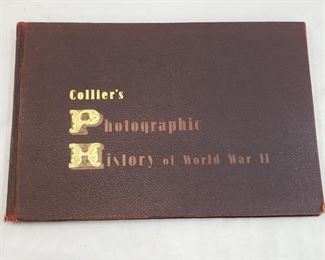 Collier's
Photographic
History of World War II